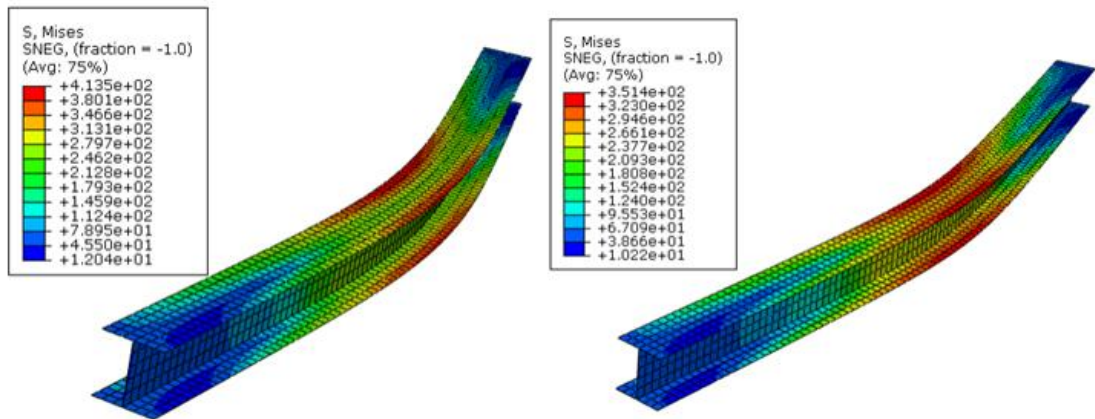 S, Mises
SNEG, (fraction = -1.0)
(Avg: 75%)
+4.135e+02
+3.801e+02
+3.466e+02
+3.131e+02
+2.797e+02
+2.462e+02
+2.128e+02
+1.793e+02
+1.459e+02
+1.124e+02
+7.895e+01
+4.550e+01
+1.204e+01
S, Mises
SNEG, (fraction = -1.0)
(Avg: 75%)
+3.514e+02
+3.230e+02
+2.946e+02
+2.661e+02
+2.377e+02
+2.093e+02
+1.808e+02
+1.524e+02
+1.240e+02
+9.553e+01
+6.709e+01
+3.866e+01
+1.022e+01